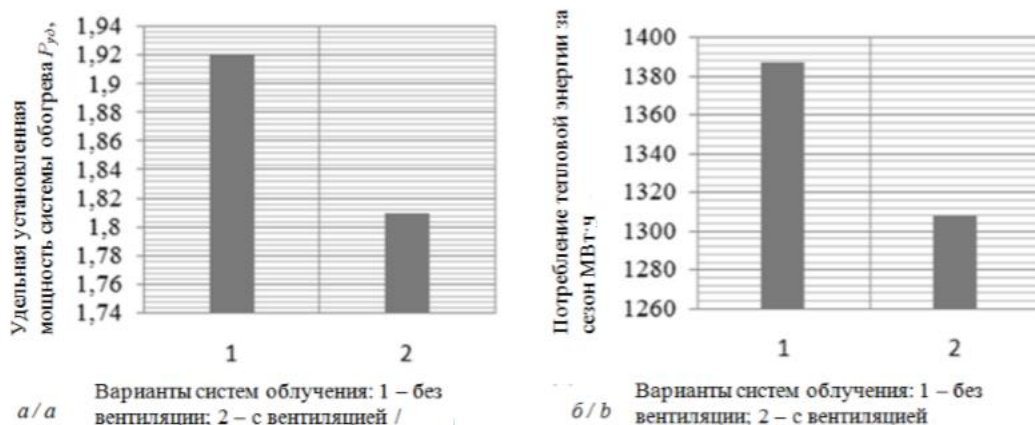 Удельная установленная
мощность системы обогрева Pуд,
1,94
1,92
1,9
1,88
1,86
1,84
1,82
1,8
1,78
1,76
1,74
1
2
а / a
Варианты систем облучения: 1 – без
вентиляции; 2 – с вентиляцией /
Потребление тепловой энергии за
сезон МВт·ч
1400
1380
1360
1340
1320
1300
1280
1260
1
2
б / b
Варианты систем облучения: 1 – без
вентиляции; 2 – с вентиляцией